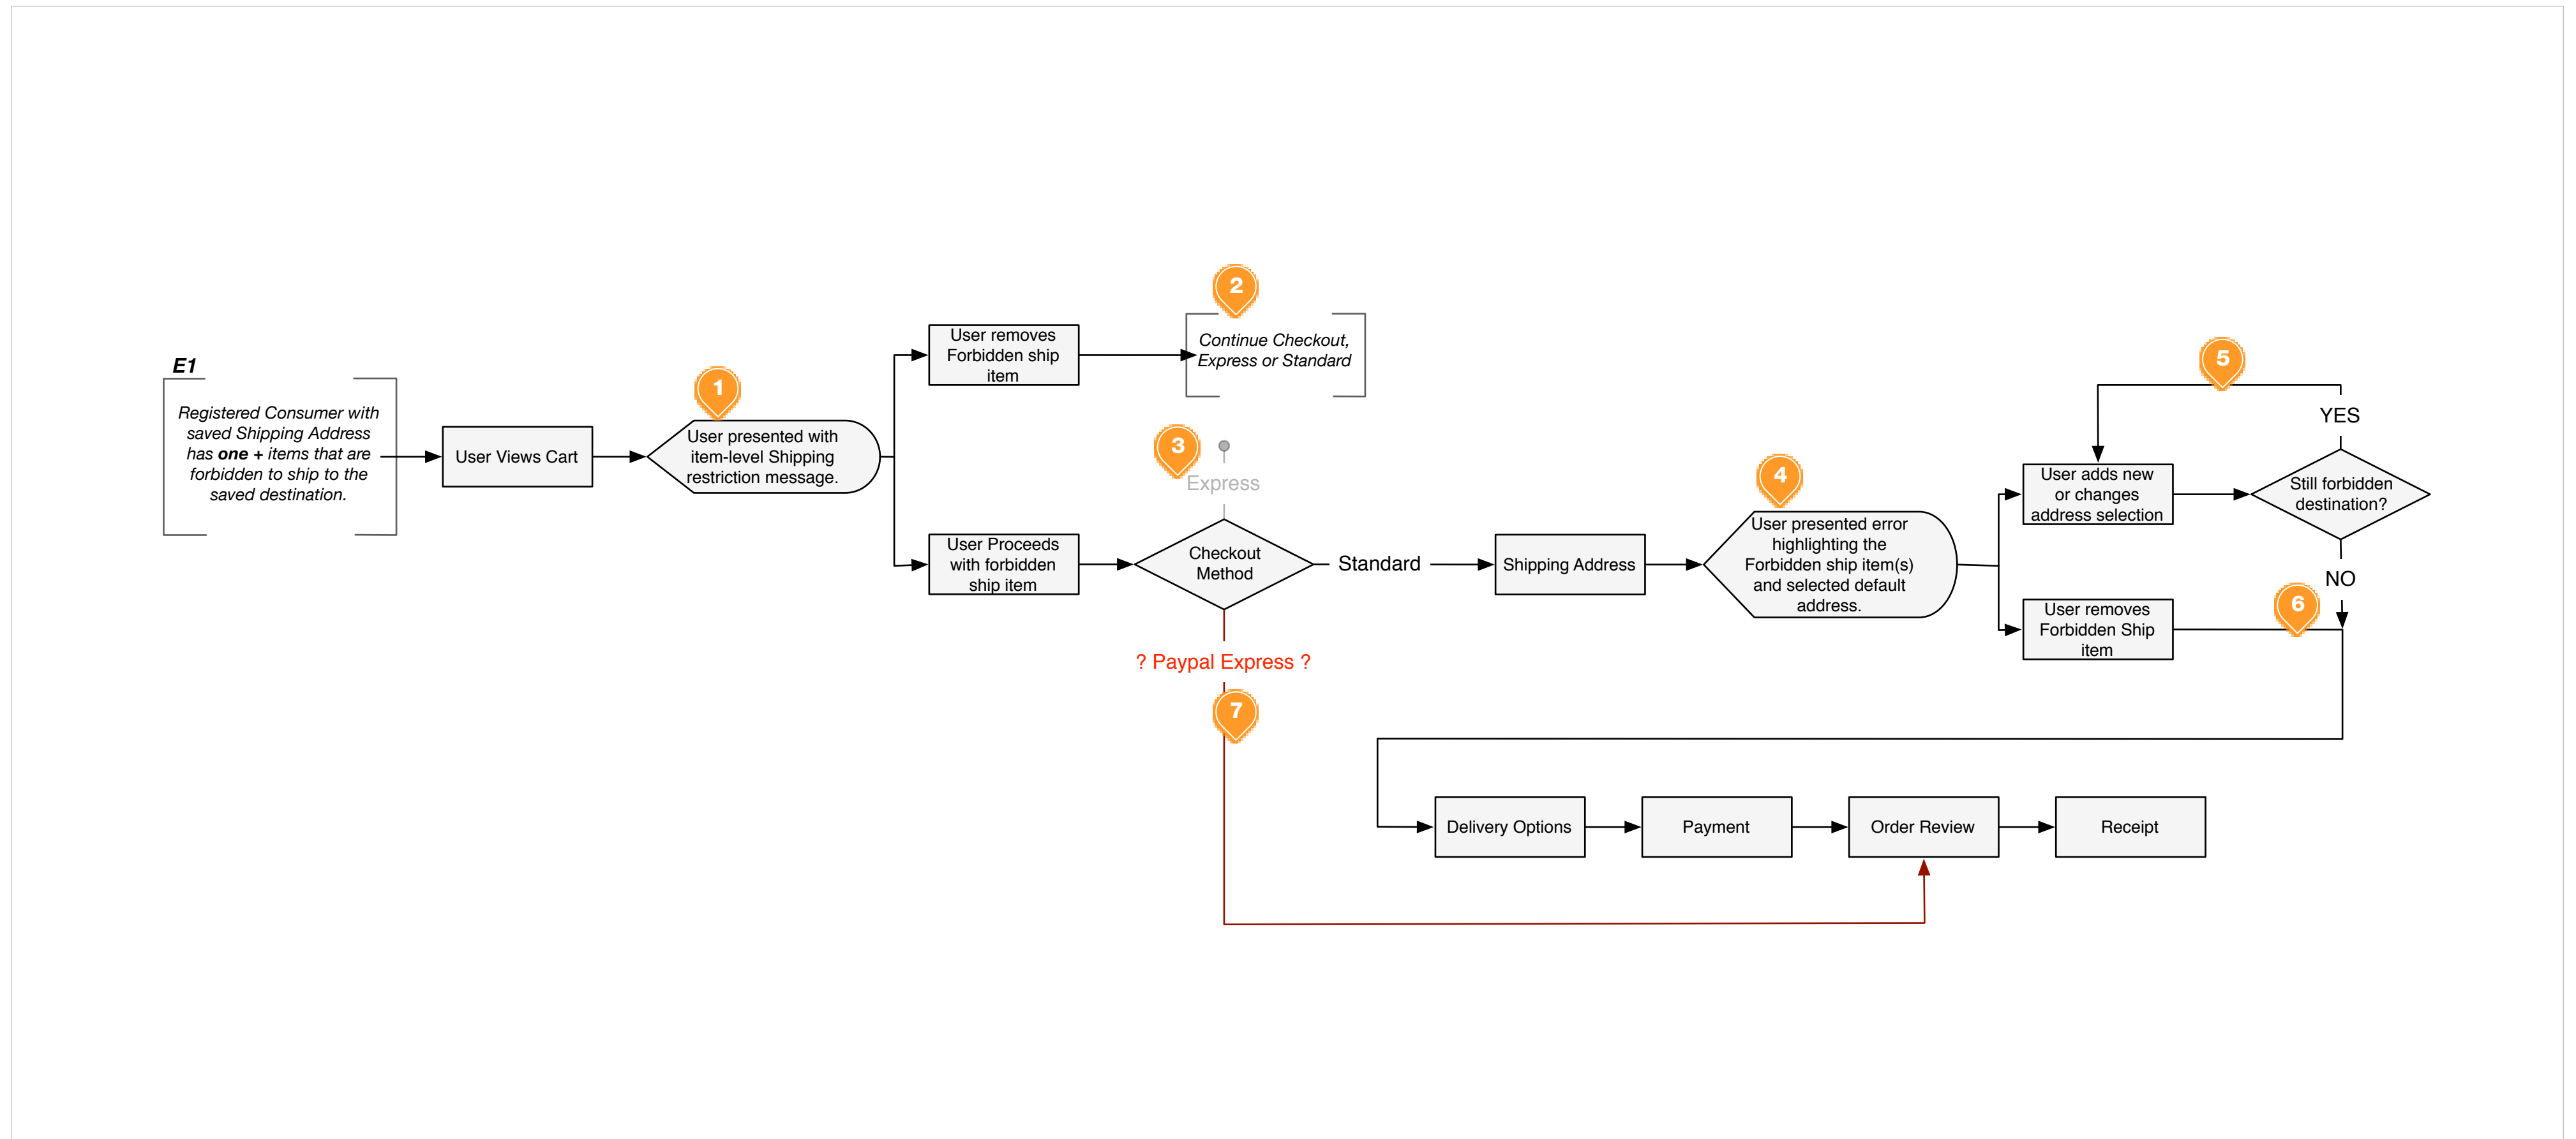 E1
Registered Consumer with
saved Shipping Address
has one + items that are
forbidden to ship to the
saved destination.
User Views Cart
1
User presented with
item-level Shipping
restriction message.
User removes
Forbidden ship
item
2
Continue Checkout,
Express or Standard
User Proceeds
with forbidden
ship item
3
Express
Checkout
Method
Standard
? Paypal Express ?
7
Shipping Address
4
User presented error
highlighting the
Forbidden ship item(s)
and selected default
address.
5
User adds new
or changes
address selection
YES
Still forbidden
destination?
NO
6
User removes
Forbidden Ship
item
Delivery Options
Payment
Order Review
Receipt